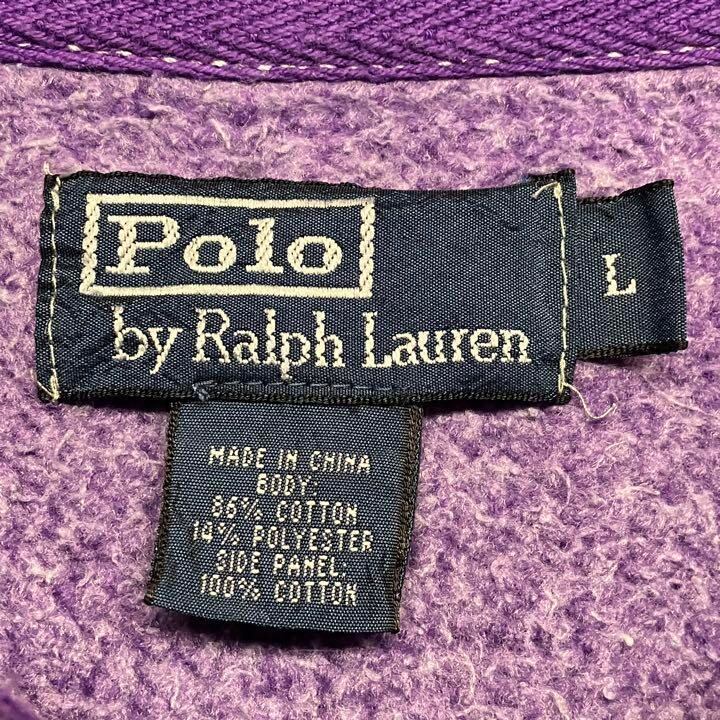 Polo
by Ralph Lauren
L
MADE IN CHINA
BODY:
86% COTTON
14% POLYESTER
SIDE PANEL
100% COTTON